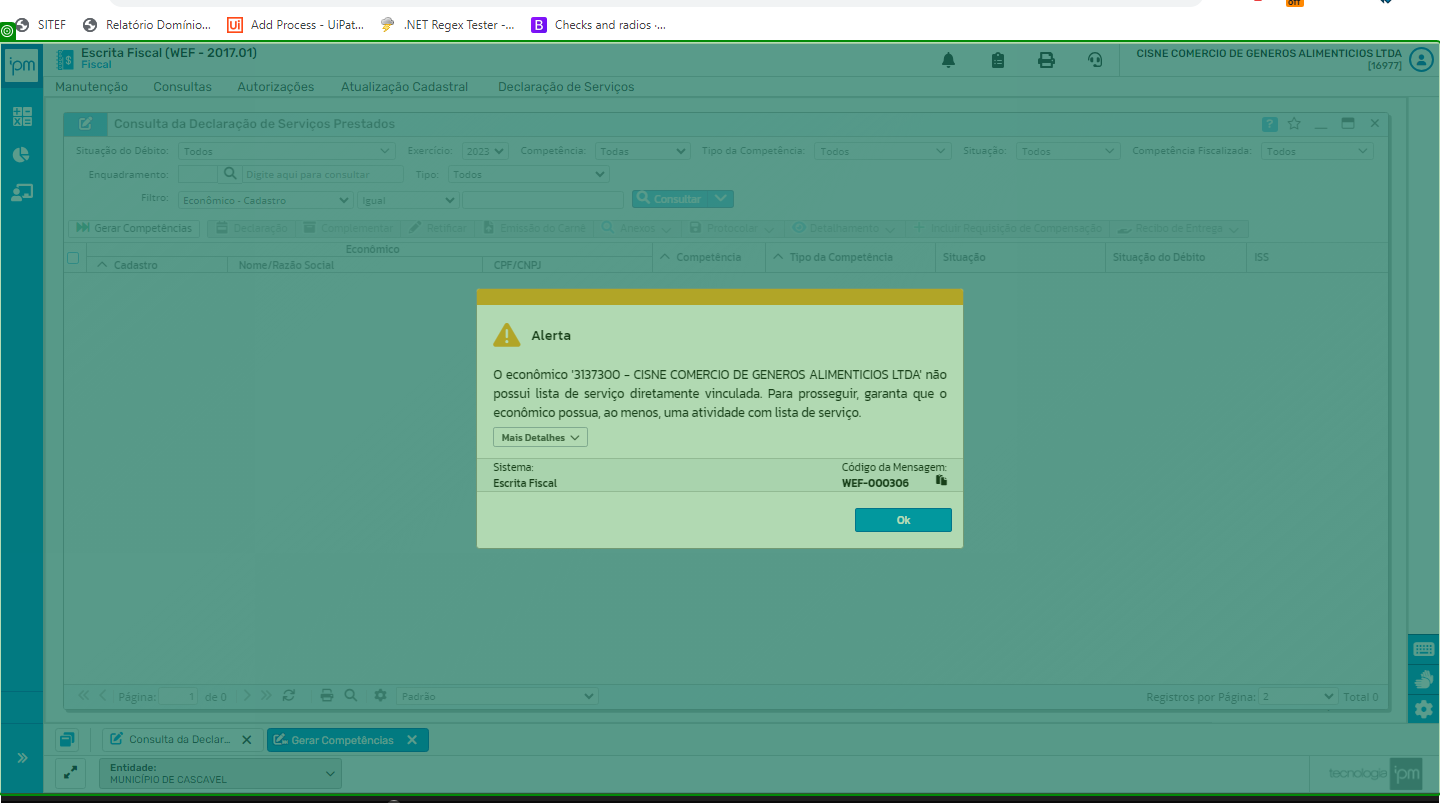 off
SITEF
Relatório Domínio...
Ui
Add Process - UiPat...
.NET Regex Tester -...
B
Checks and radios ·...
ipm
Escrita Fiscal (WEF - 2017.01)
Fiscal
CISNE COMERCIO DE GENEROS ALIMENTICIOS LTDA
[16977]
Manutenção
Consultas
Autorizações
Atualização Cadastral
Declaração de Serviços
Consulta da Declaração de Serviços Prestados
?
Situação do Débito: Todos
Exercício: 2023
Competência: Todas
Tipo da Competência: Todos
Situação: Todos
Competência Fiscalizada: Todos
Enquadramento: Digite aqui para consultar
Tipo: Todos
Filtro: Econômico - Cadastro
Igual
Consultar
Gerar Competências
Declaração
Complementar
Retificar
Emissão do Carnê
Anexos
Protocolar
Detalhamento
Incluir Requisição de Compensação
Recibo de Entrega
Econômico
Cadastro
Nome/Razão Social
CPF/CNPJ
Competência
Tipo da Competência
Situação
Situação do Débito
ISS
Alerta
O econômico '3137300 - CISNE COMERCIO DE GENEROS ALIMENTICIOS LTDA' não
possui lista de serviço diretamente vinculada. Para prosseguir, garanta que o
econômico possua, ao menos, uma atividade com lista de serviço.
Mais Detalhes
Sistema:
Escrita Fiscal
Código da Mensagem:
WEF-000306
Ok
Página: 1 de 0
Padrão
Registros por Página: 2
Total 0
Consulta da Declar...
Gerar Competências
Entidade:
MUNICÍPIO DE CASCAVEL
tecnologia ipm